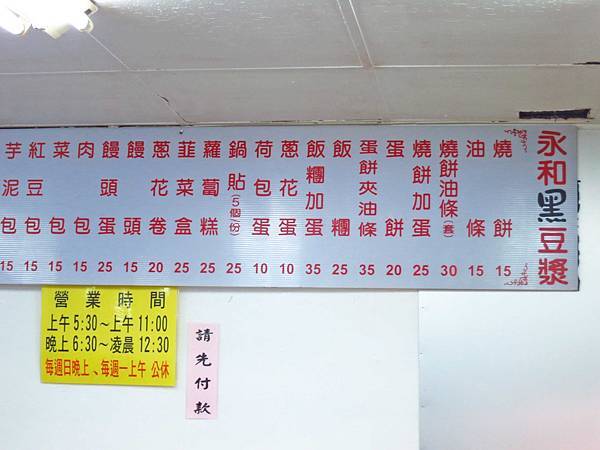 永和黑豆漿
燒餅 15
油條 15
燒餅油條(套) 30
燒餅加蛋 25
蛋餅 20
蛋餅夾油條 35
飯糰 25
飯糰加蛋 35
蔥花蛋 10
荷包蛋 10
鍋貼(5個份) 25
蘿蔔糕 25
韮菜盒 25
蔥花卷 20
饅頭 15
饅頭蛋 25
肉包 15
菜包 15
紅豆包 15
芋泥包 15
營業時間
上午5:30～上午11:00
晚上6:30～凌晨12:30
每週日晚上、每週一上午 公休
請先付款